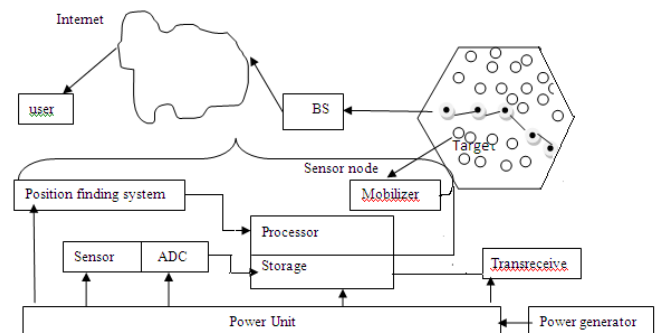 Internet
user
BS
Target
Sensor node
Position finding system
Mobilizer
Processor
Sensor
ADC
Storage
Transreceive
Power Unit
Power generator